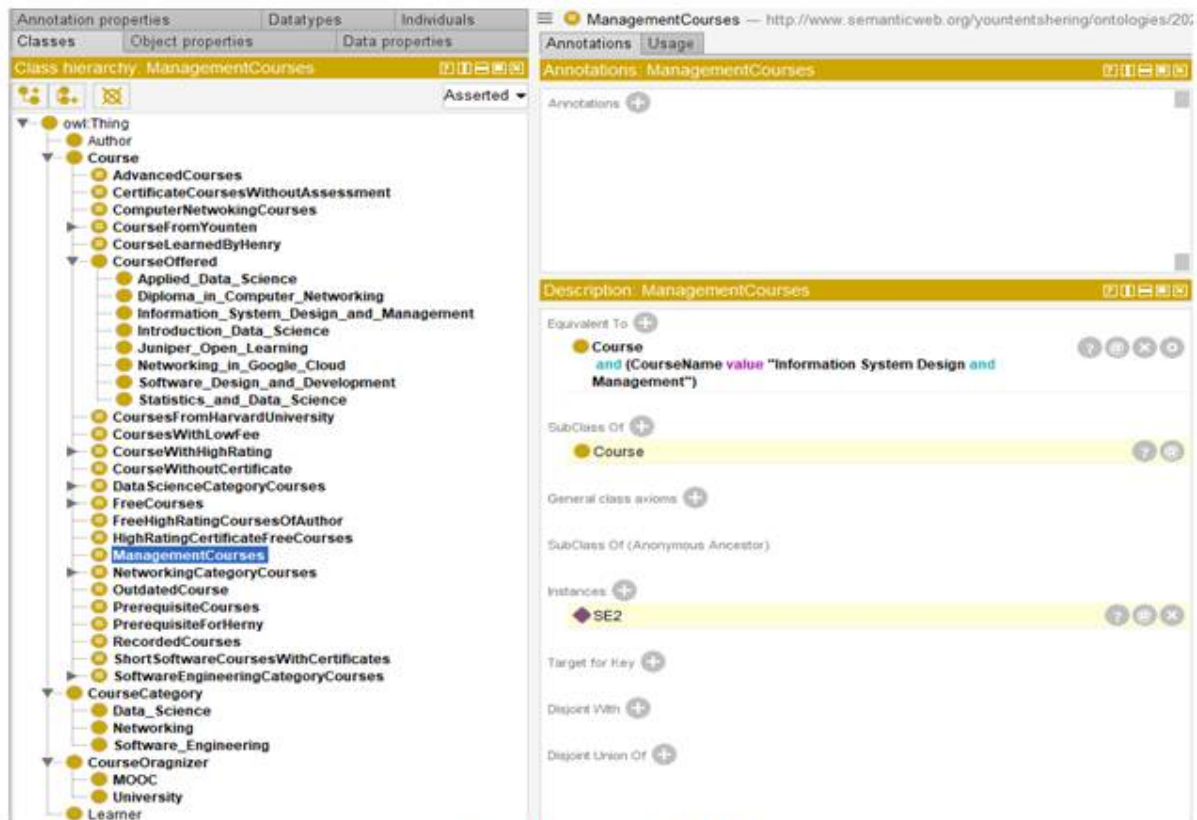 Annotation properties Datatypes Individuals
Classes Object properties Data properties
Class hierarchy: ManagementCourses
Asserted
owl:Thing
Author
Course
AdvancedCourses
CertificateCoursesWithoutAssessment
ComputerNetwokingCourses
CourseFromYounten
CourseLearnedByHenry
CourseOffered
Applied_Data_Science
Diploma_in_Computer_Networking
Information_System_Design_and_Management
Introduction_Data_Science
Juniper_Open_Learning
Networking_in_Google_Cloud
Software_Design_and_Development
Statistics_and_Data_Science
CoursesFromHarvardUniversity
CoursesWithLowFee
CourseWithHighRating
CourseWithoutCertificate
DataScienceCategoryCourses
FreeCourses
FreeHighRatingCoursesOfAuthor
HighRatingCertificateFreeCourses
ManagementCourses
NetworkingCategoryCourses
OutdatedCourse
PrerequisiteCourses
PrerequisiteForHerny
RecordedCourses
ShortSoftwareCoursesWithCertificates
SoftwareEngineeringCategoryCourses
CourseCategory
Data_Science
Networking
Software_Engineering
CourseOragnizer
MOOC
University
Learner
ManagementCourses — http://www.semanticweb.org/yountentshering/ontologies/202
Annotations Usage
Annotations: ManagementCourses
Annotations
Description: ManagementCourses
Equivalent To
Course
and (CourseName value "Information System Design and
Management")
SubClass Of
Course
General class axioms
SubClass Of (Anonymous Ancestor)
Instances
SE2
Target for Key
Disjoint With
Disjoint Union Of